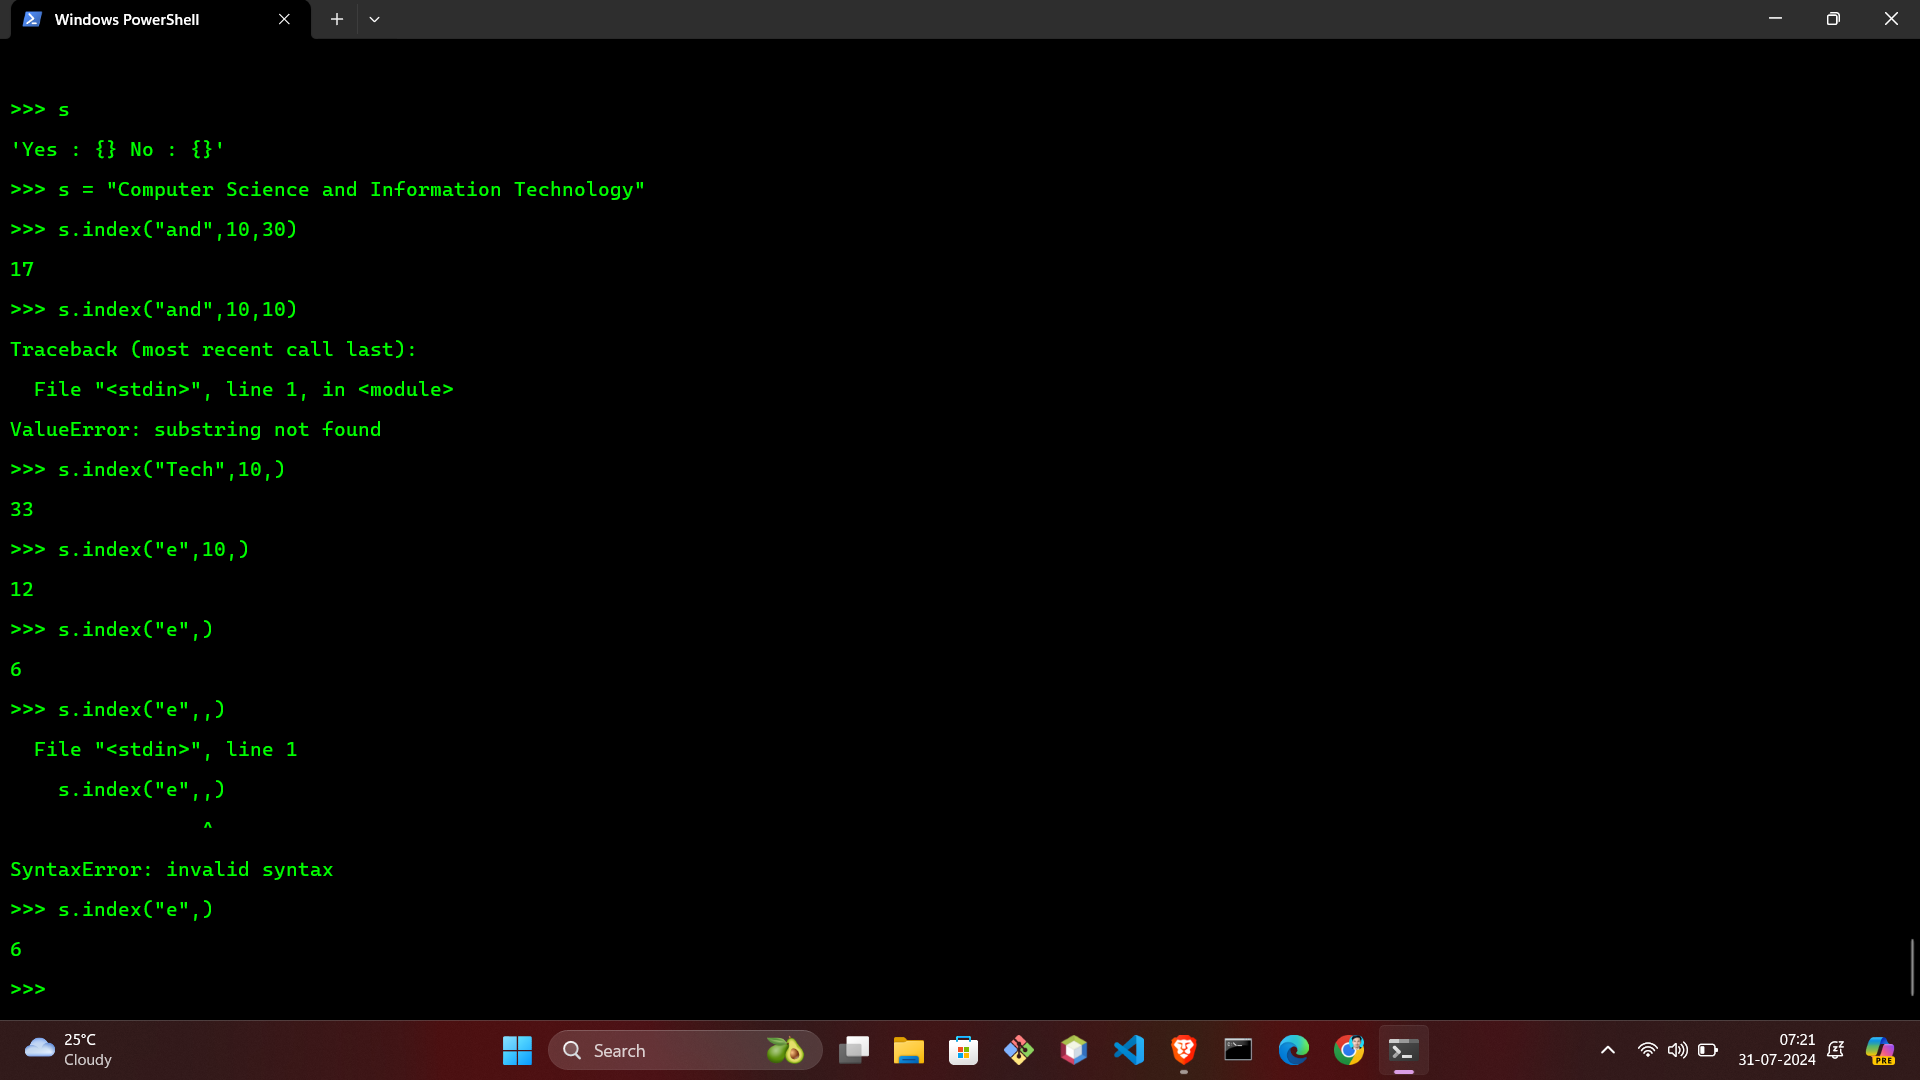 Windows PowerShell
>>> s
'Yes : {} No : {}'
>>> s = "Computer Science and Information Technology"
>>> s.index("and",10,30)
17
>>> s.index("and",10,10)
Traceback (most recent call last):
  File "<stdin>", line 1, in <module>
ValueError: substring not found
>>> s.index("Tech",10,)
33
>>> s.index("e",10,)
12
>>> s.index("e",)
6
>>> s.index("e",,)
  File "<stdin>", line 1
    s.index("e",,)
                ^
SyntaxError: invalid syntax
>>> s.index("e",)
6
>>>
25°C
Cloudy
Search
07:21
31-07-2024
PRE